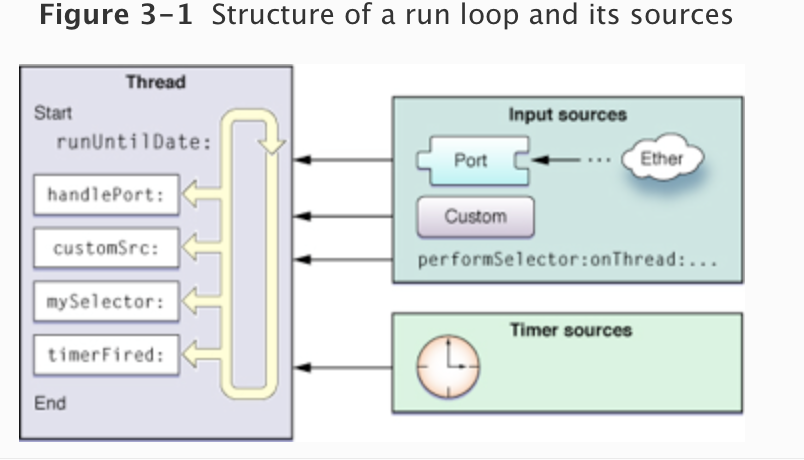 Figure 3-1 Structure of a run loop and its sources
Thread
Start
runUntilDate:
handlePort:
customSrc:
mySelector:
timerFired:
End
Input sources
Port
Ether
Custom
performSelector:onThread:...
Timer sources